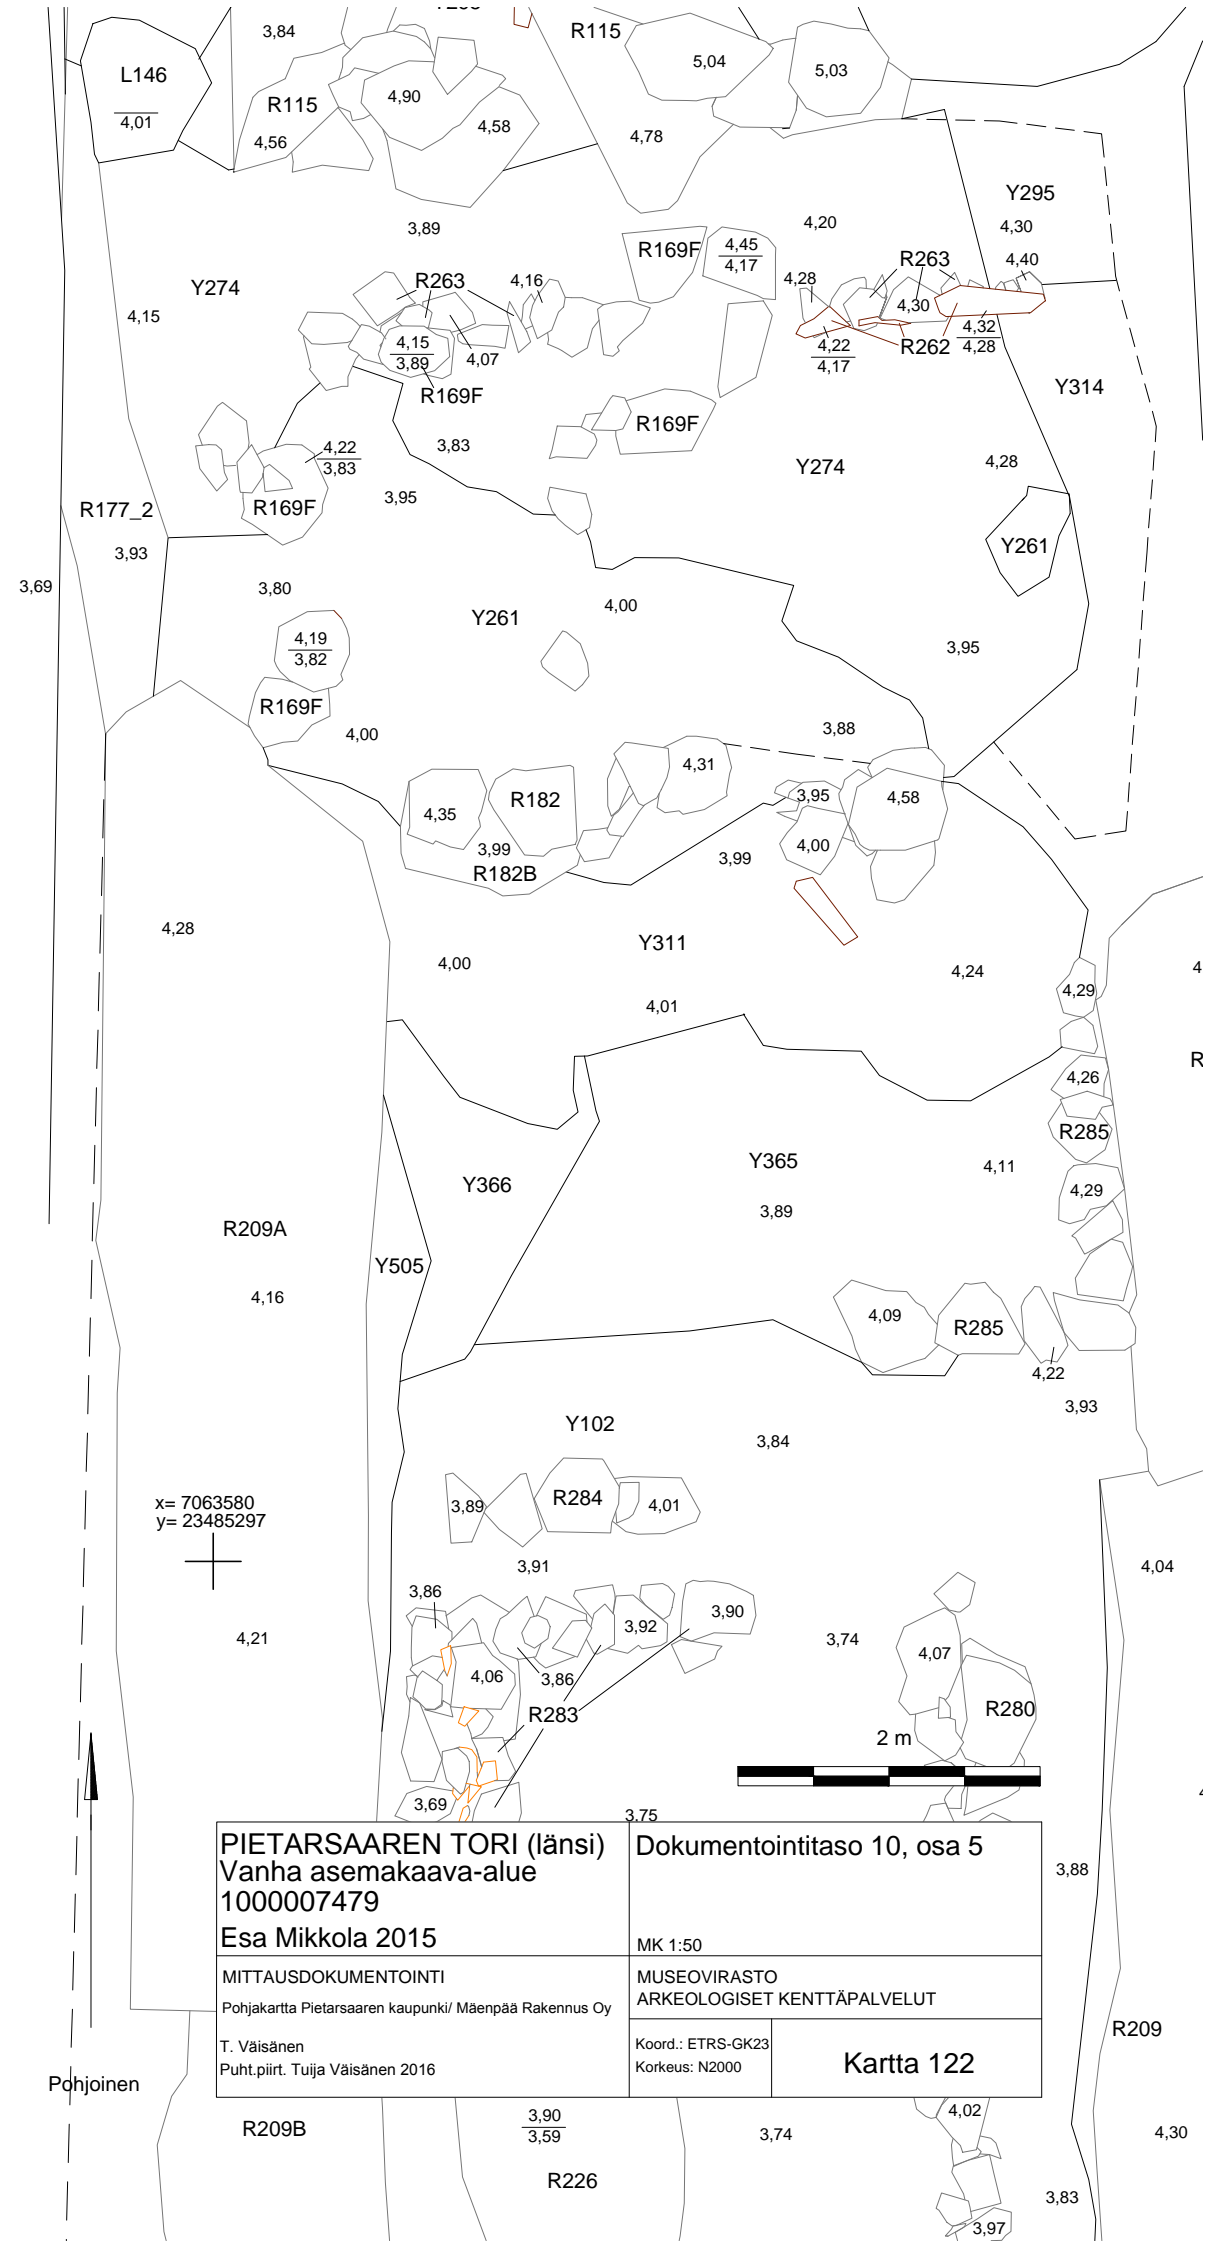 3,84
R115
5,04
5,03
L146
4,01
R115
4,90
4,56
4,58
4,78
Y295
4,30
4,20
3,89
R169F
4,45
4,17
R263
4,40
4,28
Y274
R263
4,16
4,15
4,30
4,32
4,28
R262
4,22
4,17
4,15
3,89
4,07
R169F
Y314
R169F
3,83
4,22
3,83
Y274
4,28
3,95
R169F
R177_2
3,93
Y261
3,69
3,80
4,00
Y261
4,19
3,82
3,95
R169F
4,00
3,88
4,31
4,35
R182
3,95
4,58
3,99
4,00
R182B
3,99
4,28
Y311
4,00
4,24
4
4,29
4,01
R
4,26
R285
Y365
4,11
Y366
4,29
3,89
R209A
Y505
4,16
4,09
R285
4,22
3,93
Y102
3,84
x= 7063580
y= 23485297
3,89
R284
4,01
3,91
4,04
3,86
3,90
3,92
4,21
3,74
4,07
4,06
3,86
R283
R280
2 m
3,69
3,75
PIETARSAAREN TORI (länsi)
Vanha asemakaava-alue
1000007479
Esa Mikkola 2015
Dokumentointitaso 10, osa 5
MK 1:50
3,88
MITTAUSDOKUMENTOINTI
Pohjakartta Pietarsaaren kaupunki/ Mäenpää Rakennus Oy
T. Väisänen
Puht.piirt. Tuija Väisänen 2016
MUSEOVIRASTO
ARKEOLOGISET KENTTÄPALVELUT
Koord.: ETRS-GK23
Korkeus: N2000
Kartta 122
R209
Pohjoinen
R209B
3,90
3,59
3,74
4,02
4,30
R226
3,83
3,97